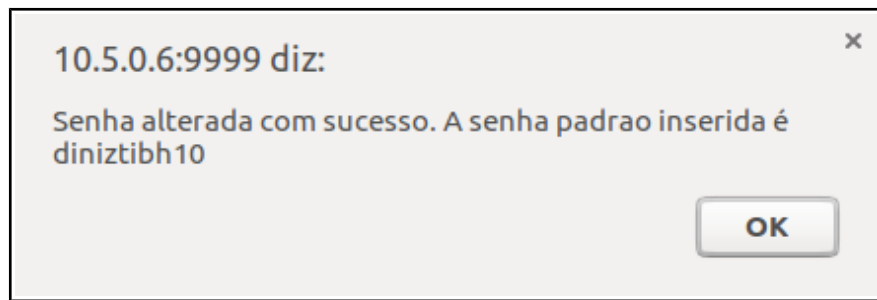 10.5.0.6:9999 diz:
Senha alterada com sucesso. A senha padrao inserida é
diniztibh10
OK